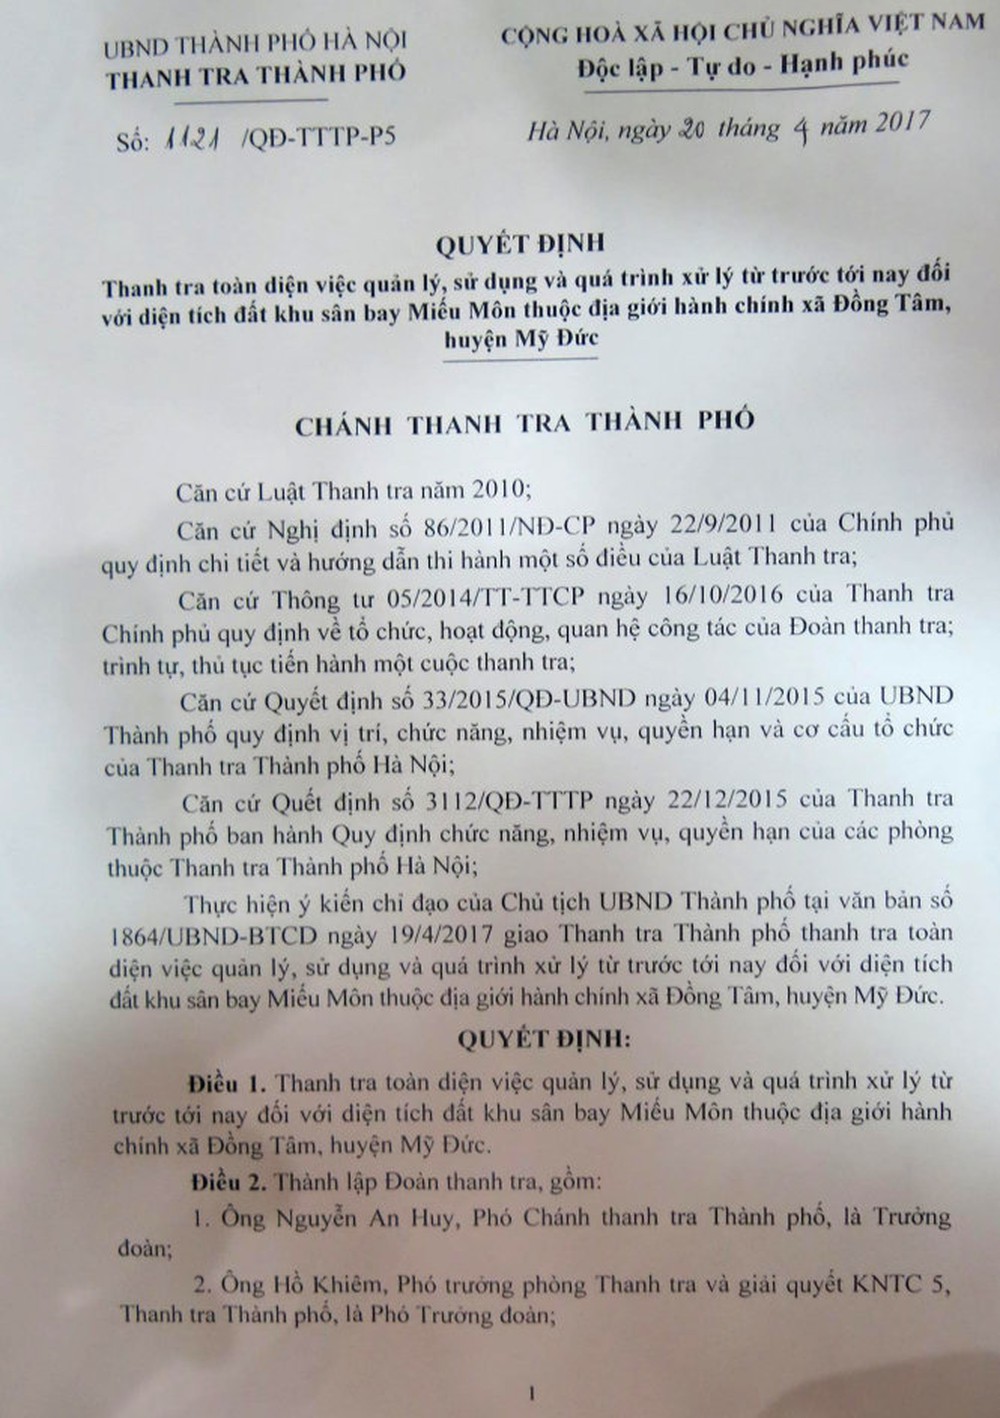 UBND THÀNH PHỐ HÀ NỘI
THANH TRA THÀNH PHỐ
Số: 1121 /QĐ-TTTP-P5
CỘNG HOÀ XÃ HỘI CHỦ NGHĨA VIỆT NAM
Độc lập - Tự do - Hạnh phúc
Hà Nội, ngày 20 tháng 4 năm 2017
QUYẾT ĐỊNH
Thanh tra toàn diện việc quản lý, sử dụng và quá trình xử lý từ trước tới nay đối
với diện tích đất khu sân bay Miếu Môn thuộc địa giới hành chính xã Đồng Tâm,
huyện Mỹ Đức
CHÁNH THANH TRA THÀNH PHỐ
Căn cứ Luật Thanh tra năm 2010;
Căn cứ Nghị định số 86/2011/NĐ-CP ngày 22/9/2011 của Chính phủ
quy định chi tiết và hướng dẫn thi hành một số điều của Luật Thanh tra;
Căn cứ Thông tư 05/2014/TT-TTCP ngày 16/10/2016 của Thanh tra
Chính phủ quy định về tổ chức, hoạt động, quan hệ công tác của Đoàn thanh tra;
trình tự, thủ tục tiến hành một cuộc thanh tra;
Căn cứ Quyết định số 33/2015/QĐ-UBND ngày 04/11/2015 của UBND
Thành phố quy định vị trí, chức năng, nhiệm vụ, quyền hạn và cơ cấu tổ chức
của Thanh tra Thành phố Hà Nội;
Căn cứ Quết định số 3112/QĐ-TTTP ngày 22/12/2015 của Thanh tra
Thành phố ban hành Quy định chức năng, nhiệm vụ, quyền hạn của các phòng
thuộc Thanh tra Thành phố Hà Nội;
Thực hiện ý kiến chỉ đạo của Chủ tịch UBND Thành phố tại văn bản số
1864/UBND-BTCD ngày 19/4/2017 giao Thanh tra Thành phố thanh tra toàn
diện việc quản lý, sử dụng và quá trình xử lý từ trước tới nay đối với diện tích
đất khu sân bay Miếu Môn thuộc địa giới hành chính xã Đồng Tâm, huyện Mỹ Đức.
QUYẾT ĐỊNH:
Điều 1. Thanh tra toàn diện việc quản lý, sử dụng và quá trình xử lý từ
trước tới nay đối với diện tích đất khu sân bay Miếu Môn thuộc địa giới hành
chính xã Đồng Tâm, huyện Mỹ Đức.
Điều 2. Thành lập Đoàn thanh tra, gồm:
1. Ông Nguyễn An Huy, Phó Chánh thanh tra Thành phố, là Trưởng
đoàn;
2. Ông Hồ Khiêm, Phó trưởng phòng Thanh tra và giải quyết KNTC 5,
Thanh tra Thành phố, là Phó Trưởng đoàn;
1